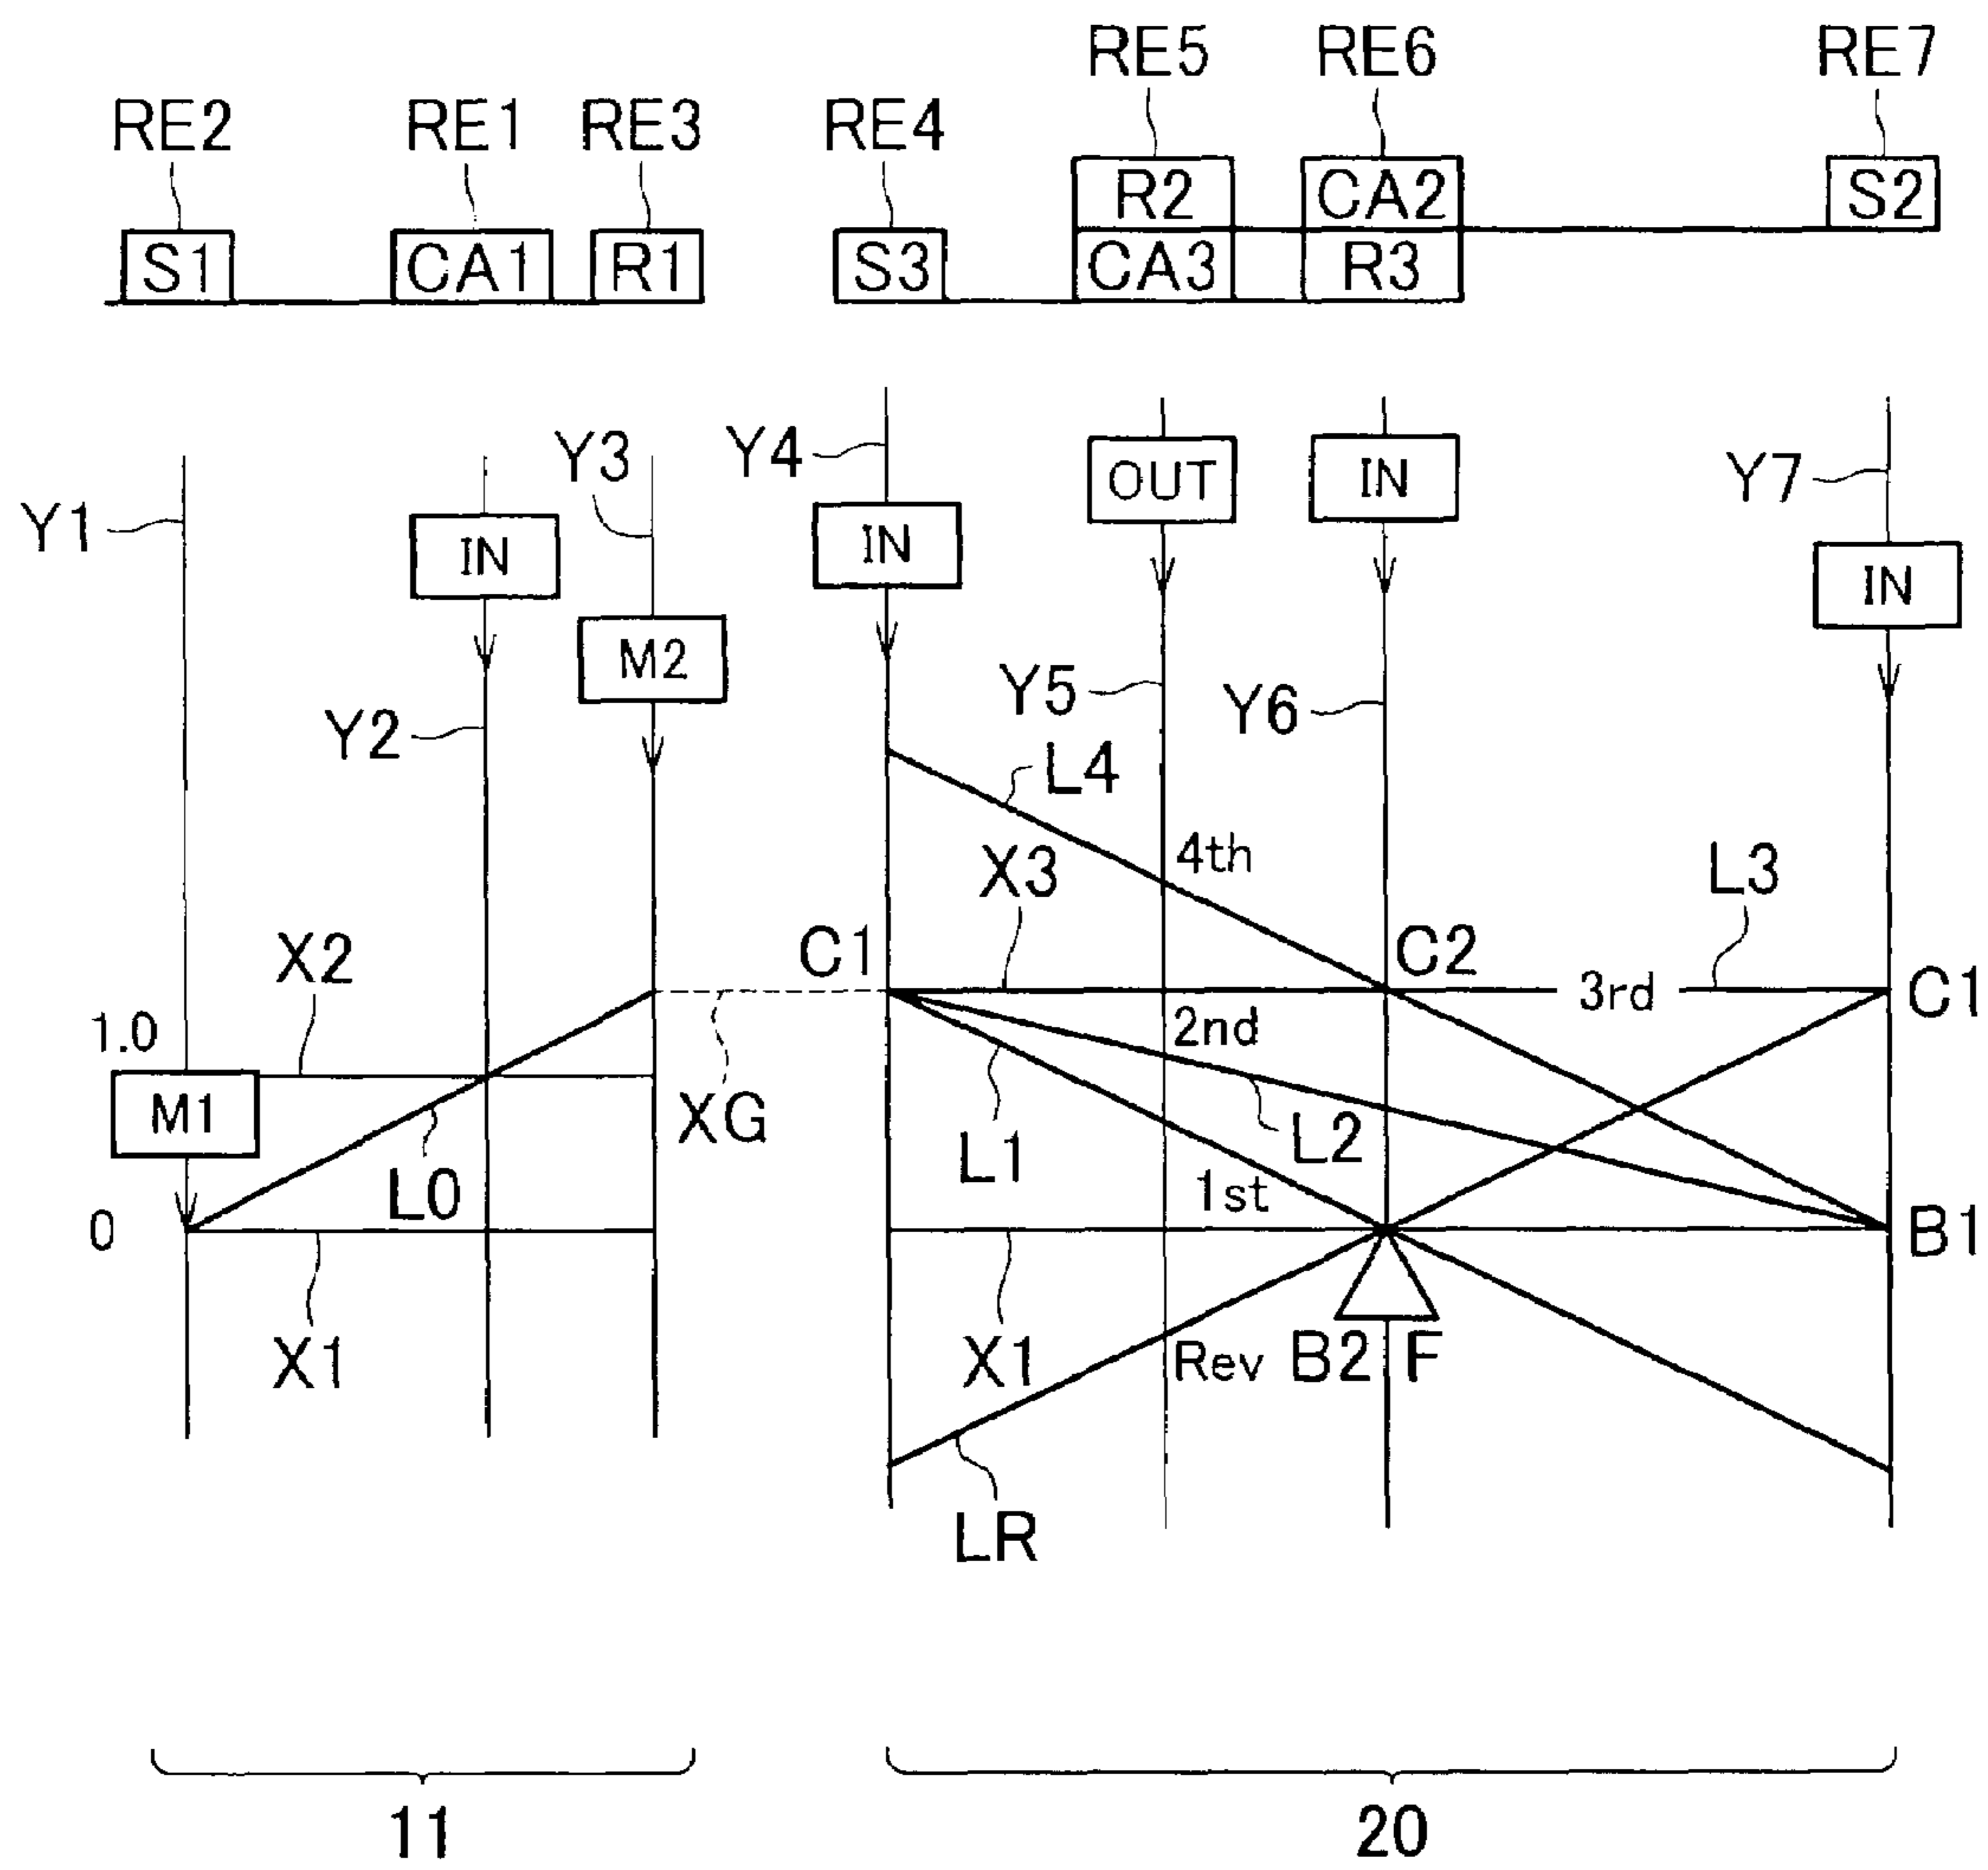 RE5 RE6 RE7
RE2 RE1 RE3 RE4
R2 CA2 S2
S1 CA1 R1 S3 CA3 R3
Y3 Y4 OUT IN Y7
Y1 IN IN IN
M2 Y5 Y6
Y2
L4
4th
X3 L3
X2 C1 C2
3rd C1
1.0 2nd
M1 XG L1 L2
L0 1st
0 B1
X1 X1 Rev B2 F
LR
11 20